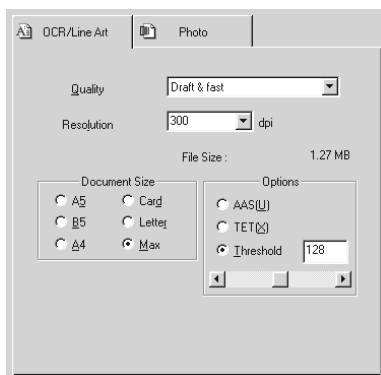 OCR/Line Art Photo
Quality Draft & fast
Resolution 300 dpi
File Size : 1.27 MB
Document Size Options
A5 Card AAS(U)
B5 Letter TET(X)
A4 Max Threshold 128